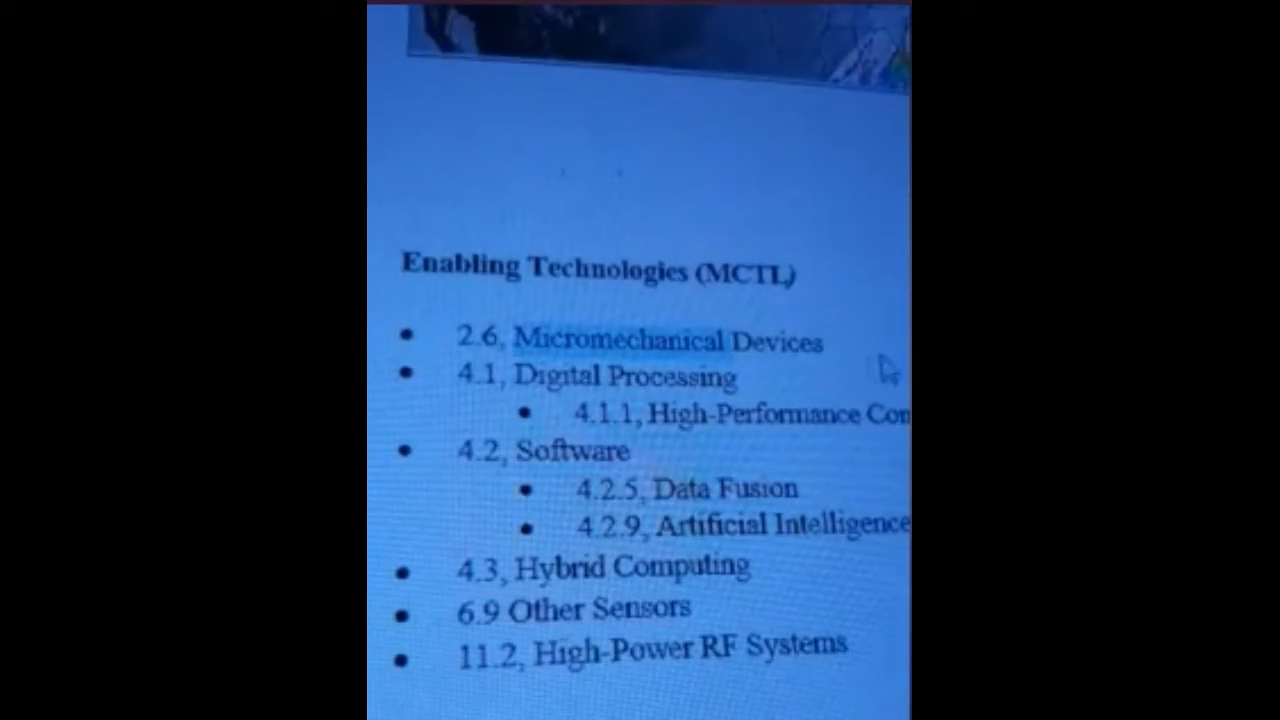 Enabling Technologies (MCTL)
2.6, Micromechanical Devices
4.1, Digital Processing
4.1.1, High-Performance Con
4.2, Software
4.2.5, Data Fusion
4.2.9, Artificial Intelligence
4.3, Hybrid Computing
6.9 Other Sensors
11.2, High-Power RF Systems